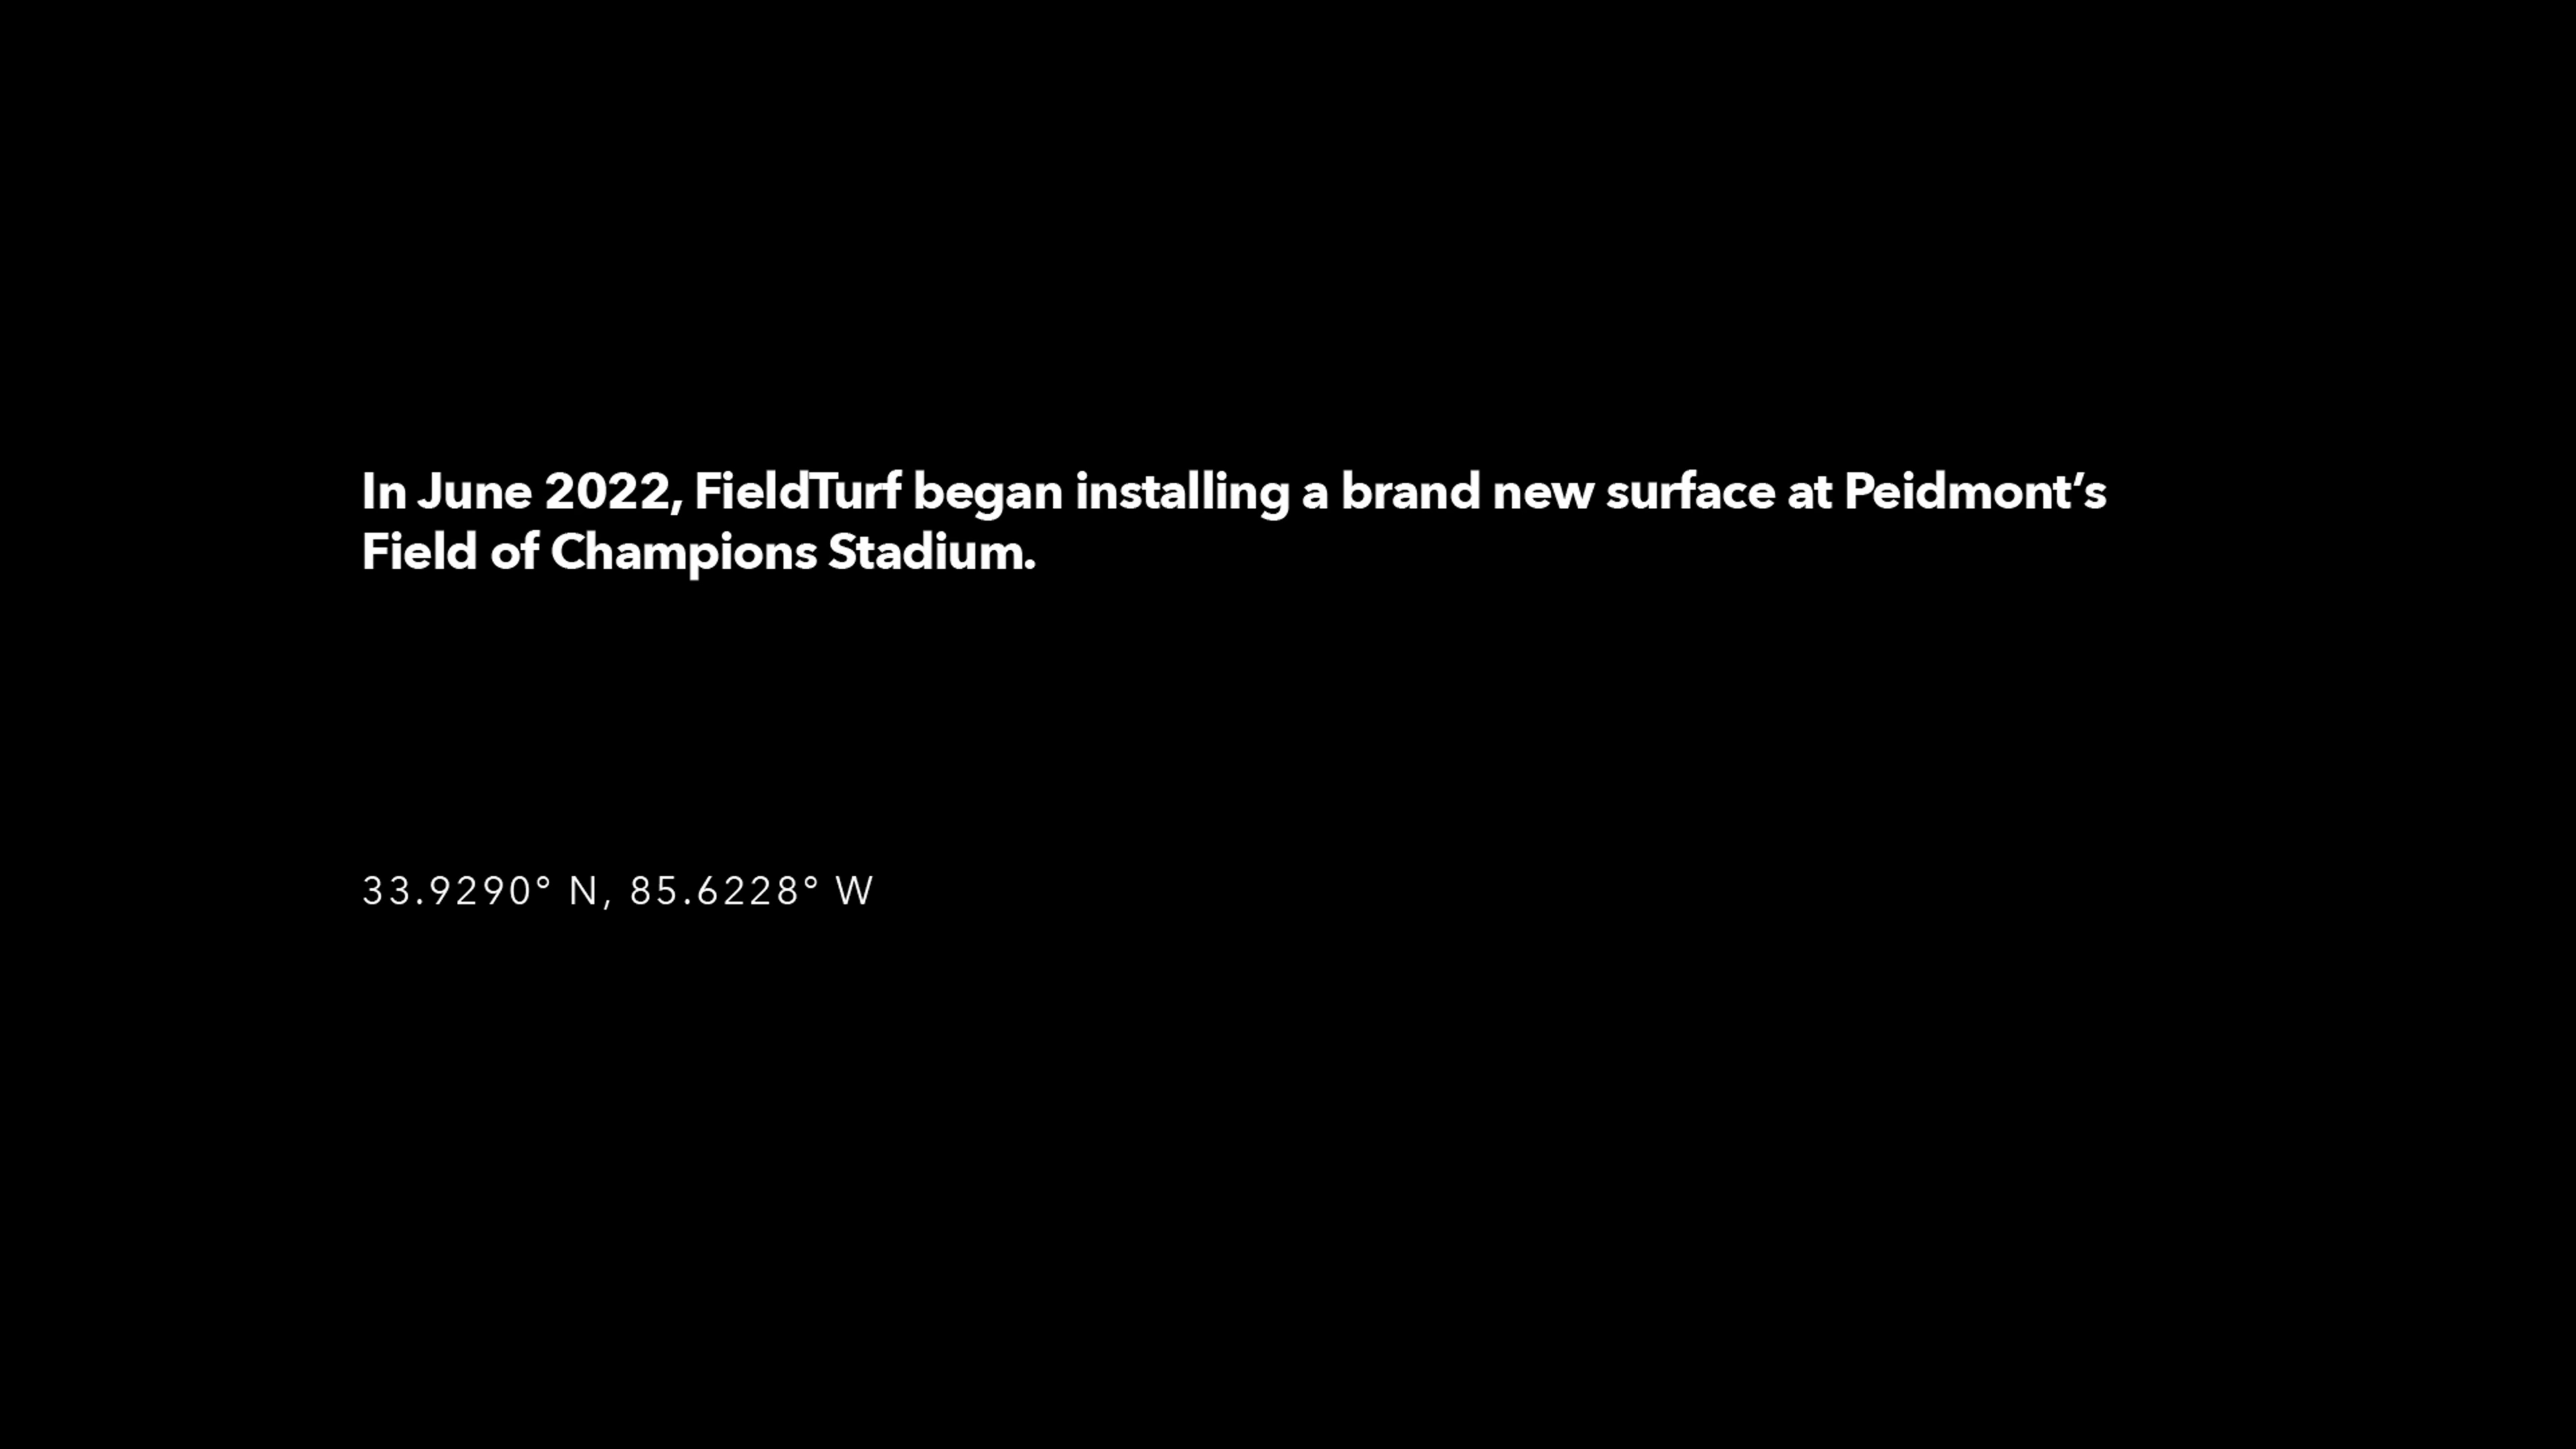 In June 2022, FieldTurf began installing a brand new surface at Peidmont’s
Field of Champions Stadium.
33.9290° N, 85.6228° W